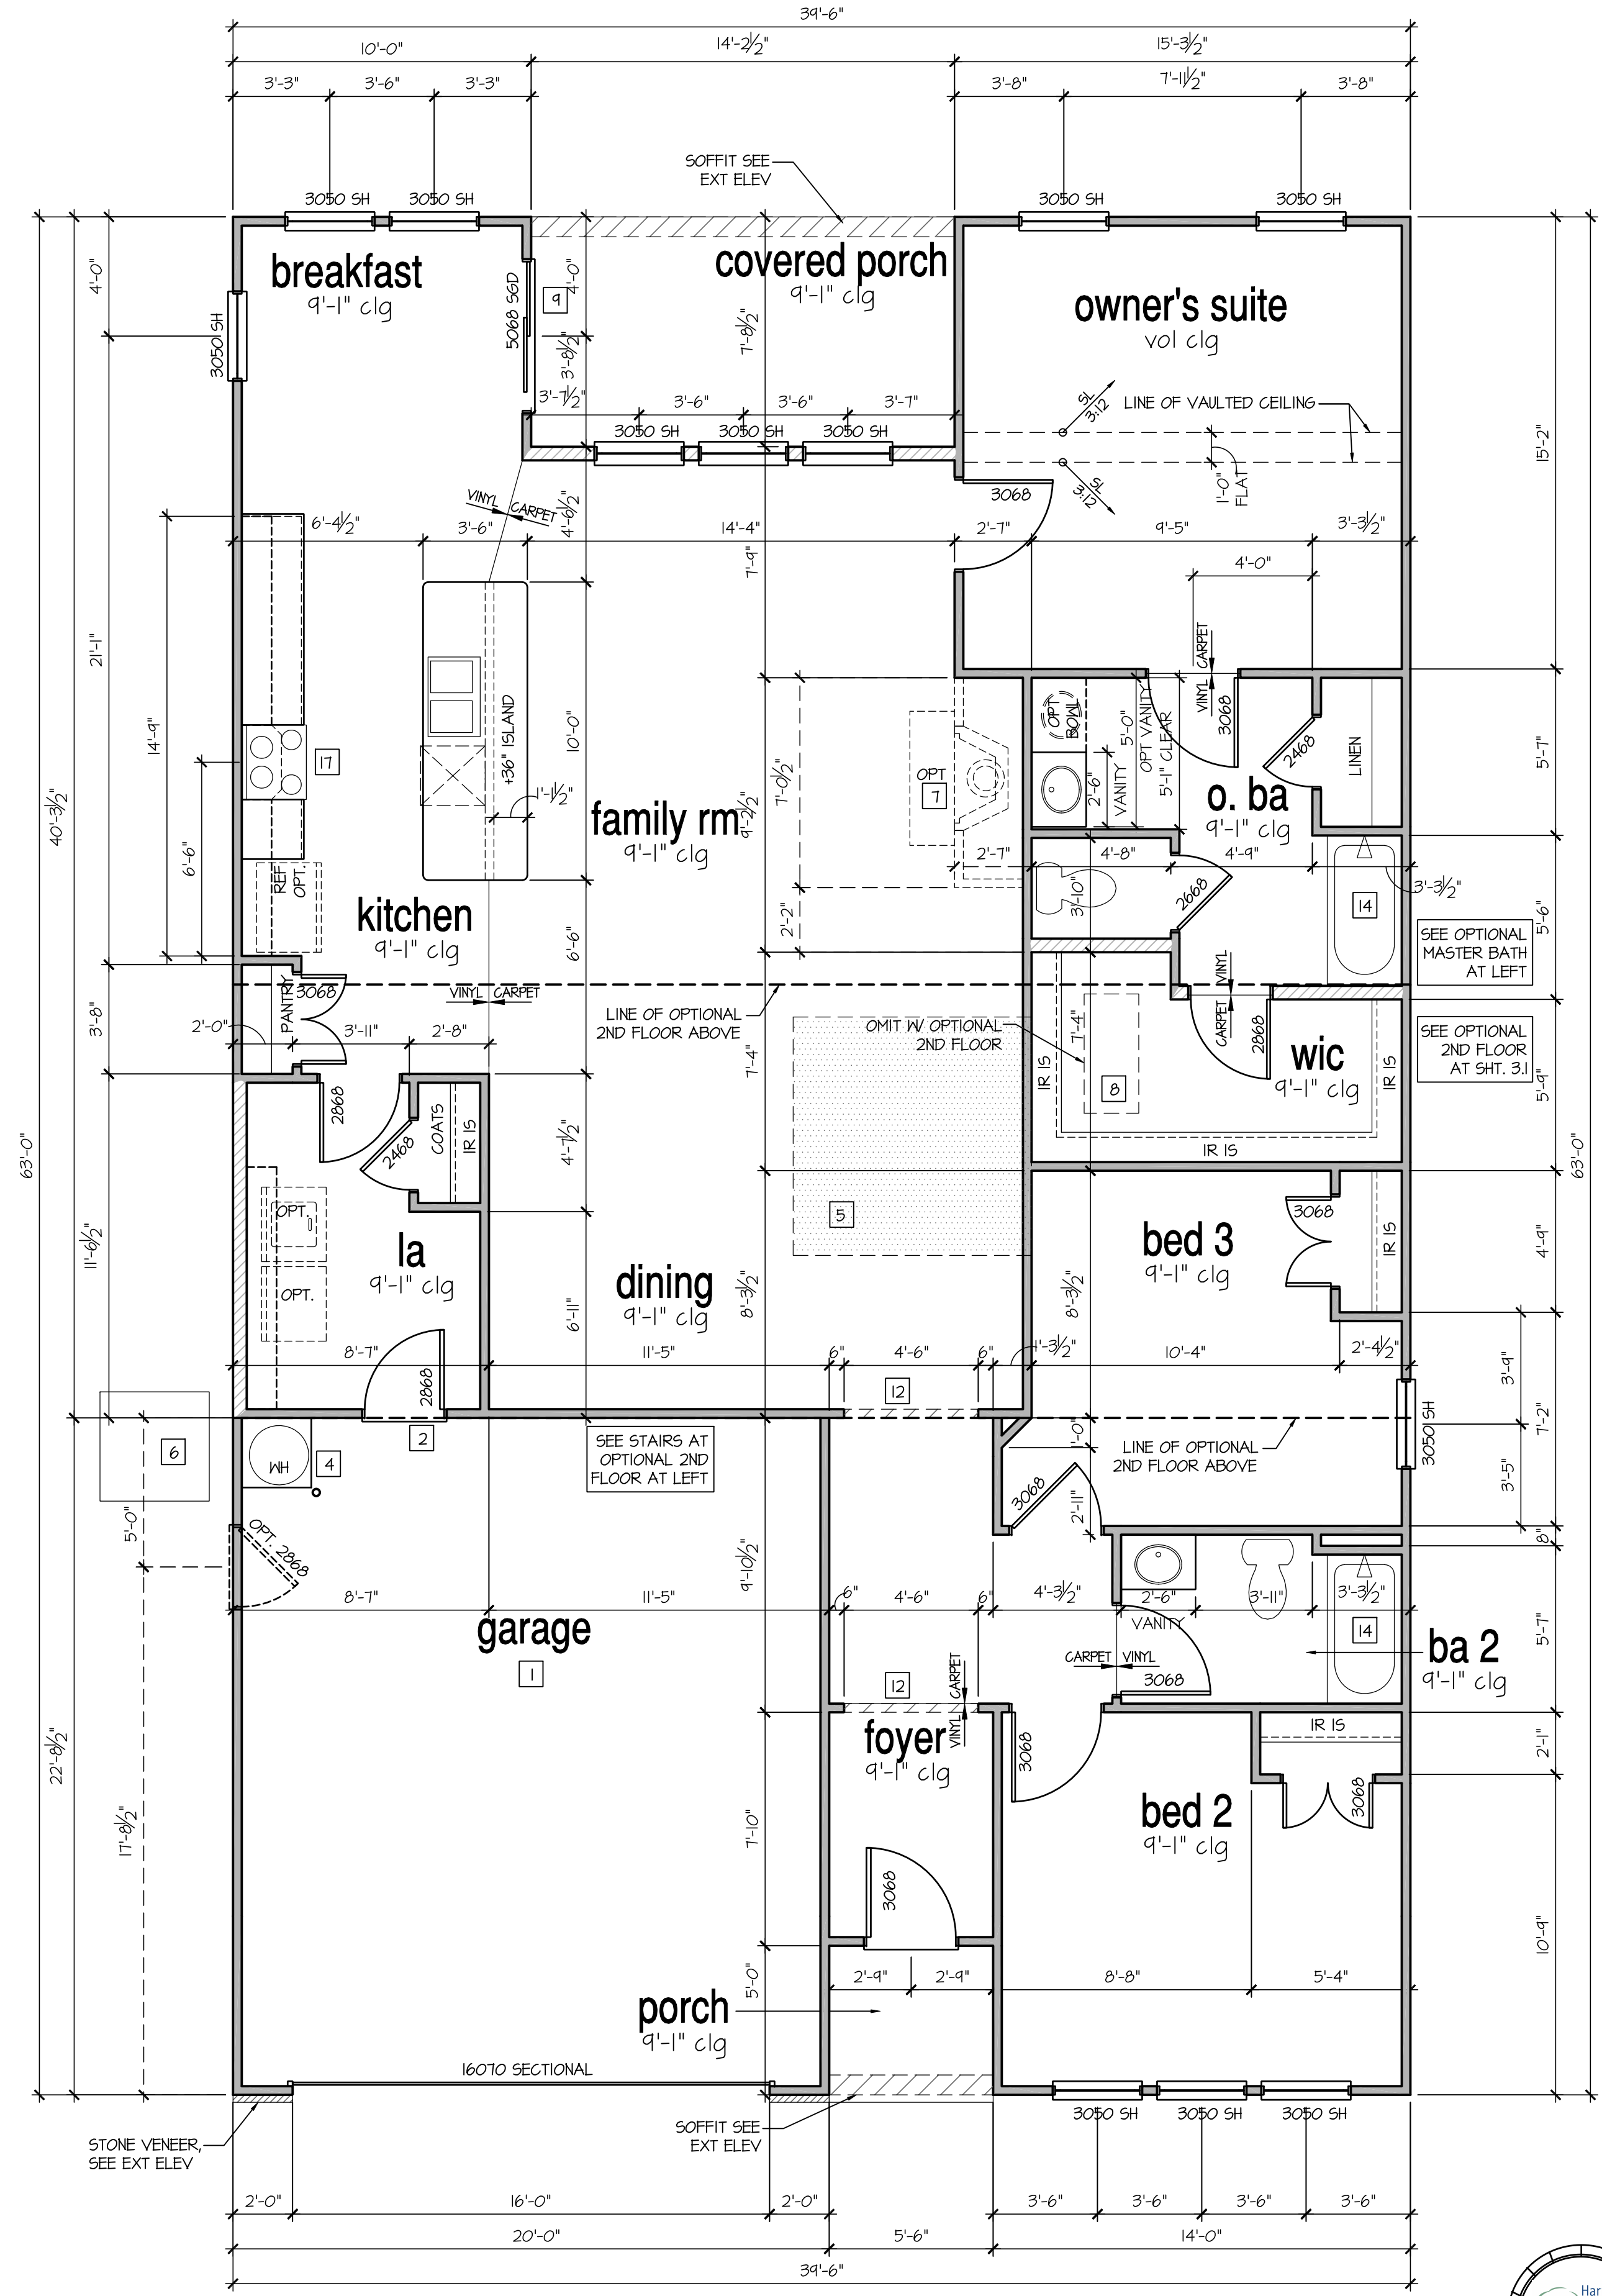 39'-6"
10'-0" 14'-2½" 15'-3½"
3'-3" 3'-6" 3'-3" 3'-8" 7'-11½" 3'-8"
SOFFIT SEE
EXT ELEV
3050 SH 3050 SH 3050 SH 3050 SH
breakfast
9'-1" clg
covered porch
9'-1" clg
owner's suite
vol clg
4'-0"
3050 SH
5068 SGD
9
4'-0"
3'-8½"
7'-8½"
3'-7½" 3'-6" 3'-6" 3'-7"
3050 SH 3050 SH 3050 SH
SL
3:12
LINE OF VAULTED CEILING
SL
3:12
1'-0"
FLAT
15'-2"
VINYL CARPET
3068
6'-4½" 3'-6" 4'-6½" 14'-4" 2'-7" 9'-5" 3'-3½"
7'-9"
4'-0"
21'-1"
14'-9"
40'-3½"
63'-0"
6'-6"
17
+36" ISLAND
1'-1½"
10'-0"
REF
OPT.
kitchen
9'-1" clg
family rm
9'-1" clg
9'-2½"
7'-0½"
2'-2"
OPT
7
2'-7"
OPT
BOWL
2'-6"
VANITY
5'-0"
OPT VANITY
5'-1" CLEAR
CARPET
VINYL
3068
2468
LINEN
5'-7"
o. ba
9'-1" clg
4'-8" 4'-9"
3'-3½"
3'-10"
2668
14
5'-6"
SEE OPTIONAL
MASTER BATH
AT LEFT
SEE OPTIONAL
2ND FLOOR
AT SHT. 3.1
6'-6"
PANTRY
3068
VINYL CARPET
3'-8"
2'-0" 3'-11" 2'-8"
LINE OF OPTIONAL
2ND FLOOR ABOVE
7'-4"
OMIT W/ OPTIONAL
2ND FLOOR
7'-4"
8
IR IS
CARPET
VINYL
2868
wic
9'-1" clg
IR IS
IR IS
5'-9"
63'-0"
2868
2468
COATS
IR IS
4'-7½"
5
OPT.
OPT.
la
9'-1" clg
11'-6½"
dining
9'-1" clg
6'-11"
8'-3½"
8'-3½"
bed 3
9'-1" clg
3068
IR IS
4'-9"
8'-7" 11'-5" 6" 4'-6" 6" 1'-3½" 10'-4" 2'-4½"
2868
12
3'-9"
7'-2"
3'-5"
3050 SH
6
2
WH
4
SEE STAIRS AT
OPTIONAL 2ND
FLOOR AT LEFT
1'-0"
LINE OF OPTIONAL
2ND FLOOR ABOVE
3068
2'-11"
5'-0"
OPT. 2868
9'-10½"
8"
8'-7" 11'-5" 6" 4'-6" 6" 4'-3½" 2'-6" 3'-11" 3'-3½"
garage
1
VANITY
CARPET VINYL
3068
14
ba 2
9'-1" clg
5'-7"
12
CARPET
VINYL
foyer
9'-1" clg
3068
IR IS
2'-1"
22'-8½"
17'-8½"
7'-10"
3068
bed 2
9'-1" clg
3068
10'-9"
5'-0"
2'-9" 2'-9" 8'-8" 5'-4"
porch
9'-1" clg
16070 SECTIONAL
STONE VENEER,
SEE EXT ELEV
SOFFIT SEE
EXT ELEV
3050 SH 3050 SH 3050 SH
2'-0" 16'-0" 2'-0" 3'-6" 3'-6" 3'-6" 3'-6"
20'-0" 5'-6" 14'-0"
39'-6"
Har